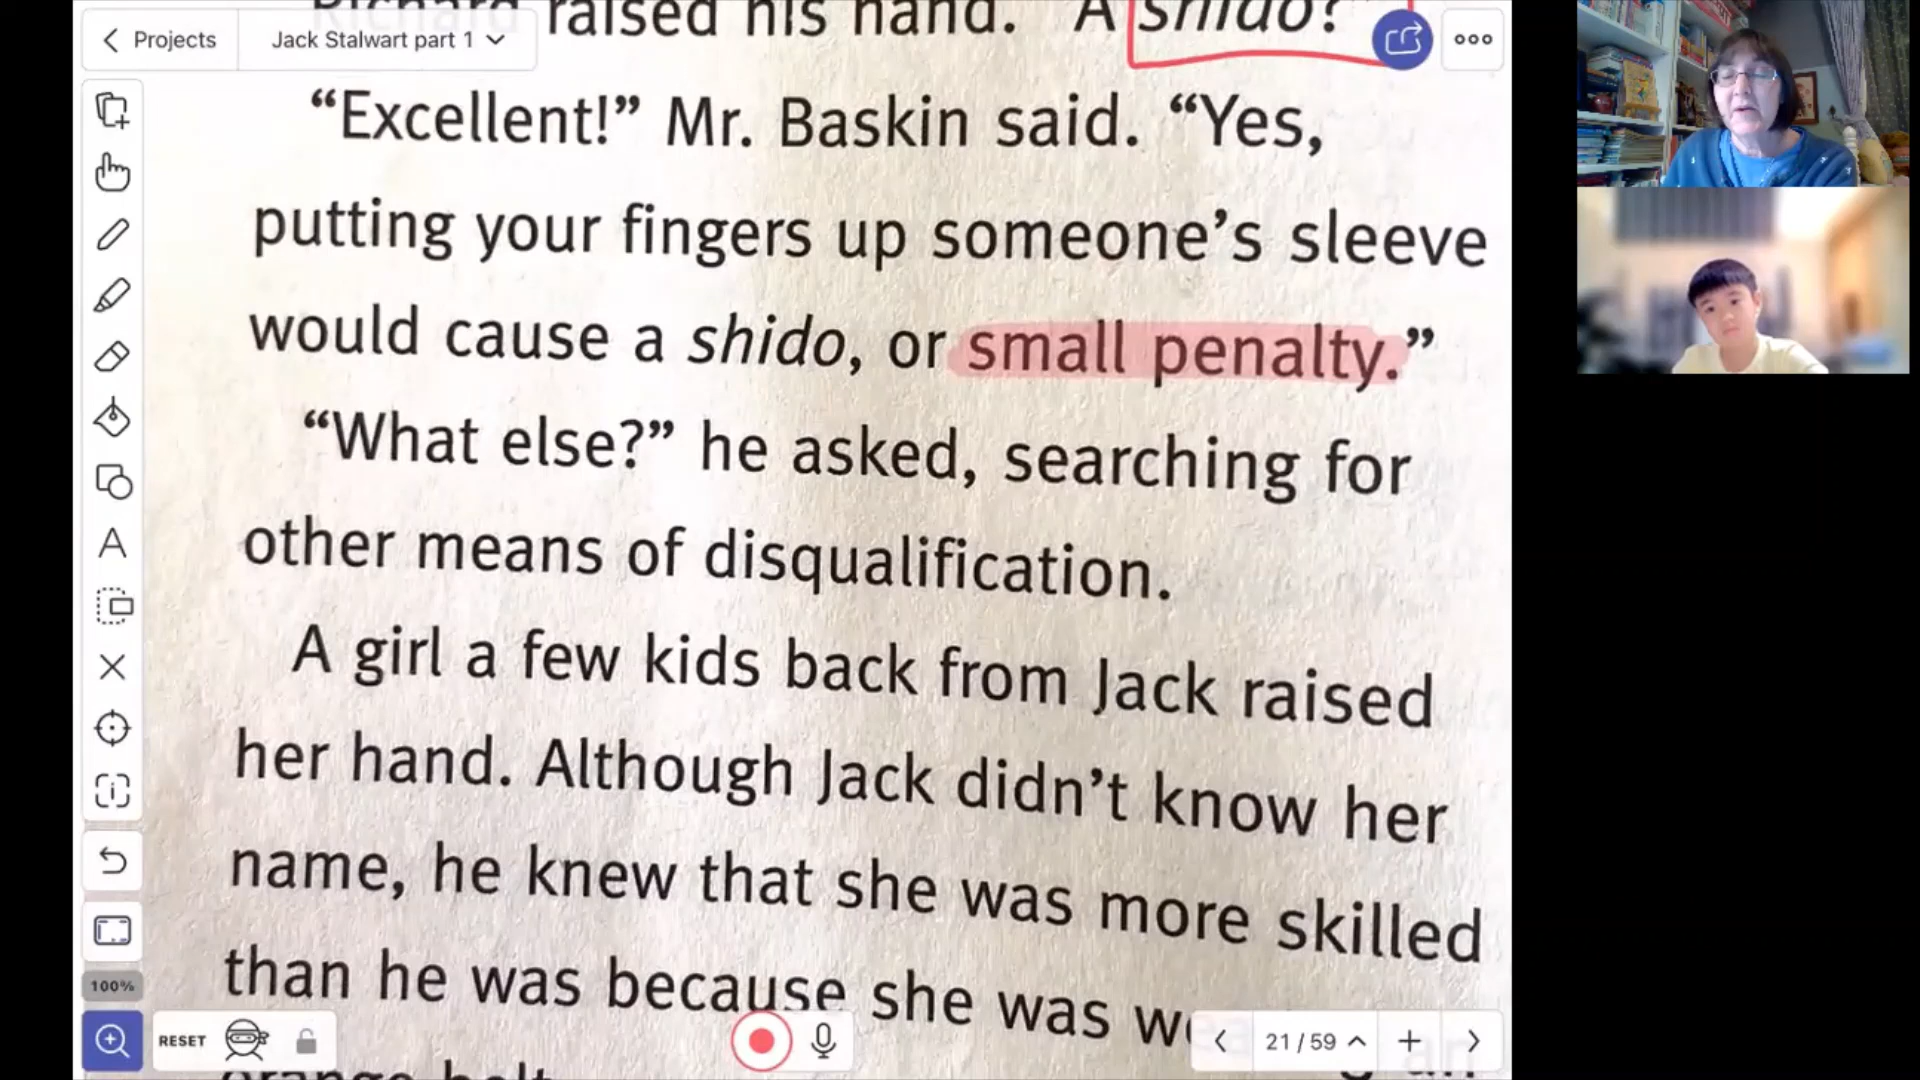 Projects
Jack Stalwart part 1
raised his hand. "A shido?
"Excellent!" Mr. Baskin said. "Yes,
putting your fingers up someone's sleeve
would cause a shido, or small penalty."
"What else?" he asked, searching for
other means of disqualification.
A girl a few kids back from Jack raised
her hand. Although Jack didn't know her
name, he knew that she was more skilled
than he was because she was
orange belt
100%
RESET
21 / 59